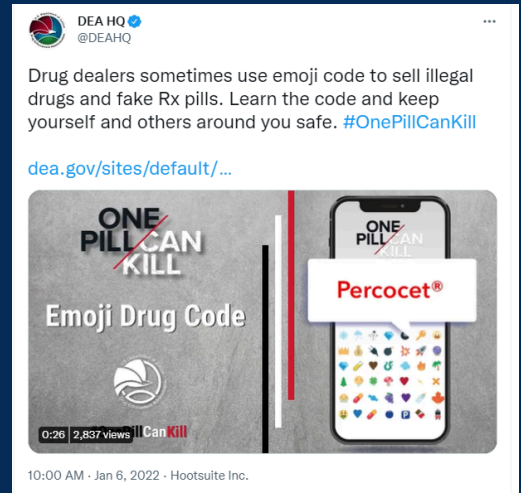 DEA HQ
@DEAHQ
Drug dealers sometimes use emoji code to sell illegal
drugs and fake Rx pills. Learn the code and keep
yourself and others around you safe. #OnePillCanKill
dea.gov/sites/default/...
ONE
PILL CAN
KILL
Emoji Drug Code
ONE
PILL CAN
KILL
Percocet®
0:26 2,837 views
CanKill
10:00 AM · Jan 6, 2022 · Hootsuite Inc.